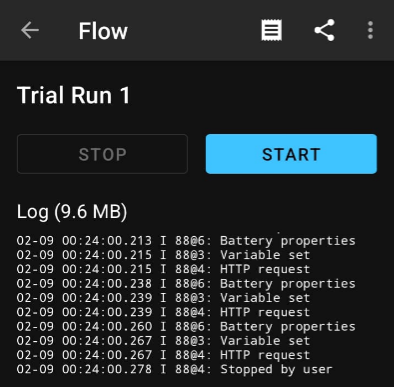 Flow
Trial Run 1
STOP
START
Log (9.6 MB)
02-09 00:24:00.213 I 88@6: Battery properties
02-09 00:24:00.215 I 88@3: Variable set
02-09 00:24:00.215 I 88@4: HTTP request
02-09 00:24:00.238 I 88@6: Battery properties
02-09 00:24:00.239 I 88@3: Variable set
02-09 00:24:00.239 I 88@4: HTTP request
02-09 00:24:00.260 I 88@6: Battery properties
02-09 00:24:00.267 I 88@3: Variable set
02-09 00:24:00.267 I 88@4: HTTP request
02-09 00:24:00.278 I 88@4: Stopped by user